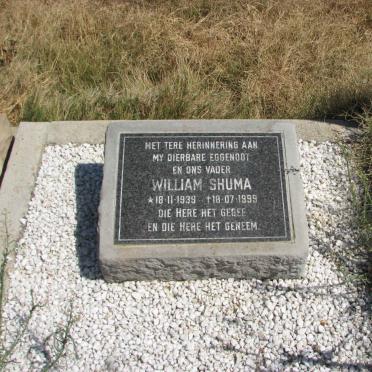 MET TERE HERINNERING AAN
MY DIERBARE EGGENOOT
EN ONS VADER
WILLIAM SHUMA
*18·11·1939 †18·07·1999
DIE HERE HET GEGEE
EN DIE HERE HET GENEEM